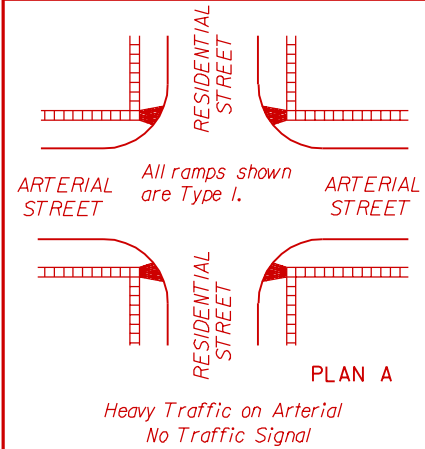 RESIDENTIAL
STREET
All ramps shown
are Type I.
ARTERIAL
STREET
ARTERIAL
STREET
RESIDENTIAL
STREET
PLAN A
Heavy Traffic on Arterial
No Traffic Signal